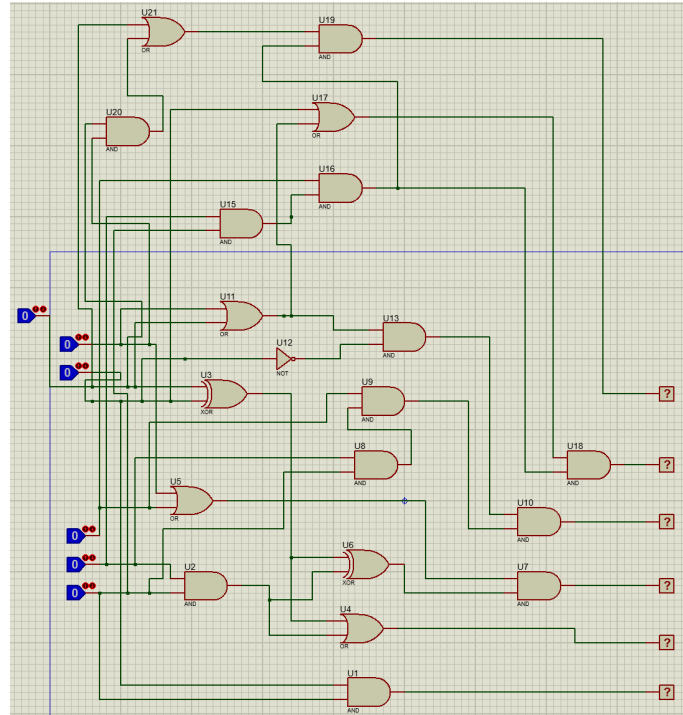 U21
OR
U19
AND
U20
AND
U17
OR
U16
AND
U15
AND
U11
OR
0
0
0
U12
NOT
U13
AND
U3
XOR
U9
AND
?
U8
AND
U18
AND
?
U5
OR
U10
AND
?
0
0
0
U2
AND
U6
XOR
U7
AND
?
U4
OR
?
U1
AND
?